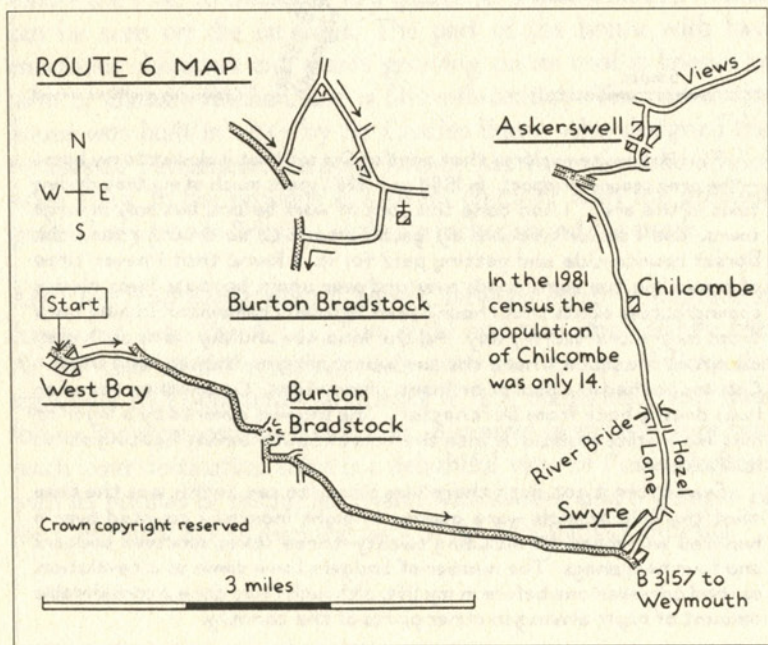 ROUTE 6 MAP 1
N
W E
S
Views
Askerswell
Burton Bradstock
In the 1981
census the
population
of Chilcombe
was only 14.
Chilcombe
Start
West Bay
Burton
Bradstock
River Bride
Hazel
Lane
Swyre
Crown copyright reserved
3 miles
B 3157 to
Weymouth